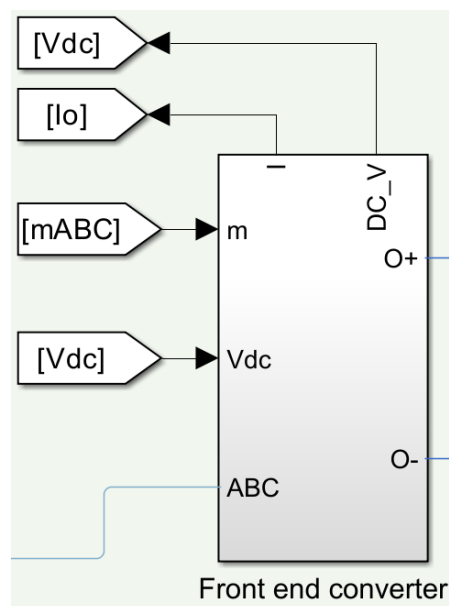 [Vdc]
[Io]
I
DC_V
[mABC]
m
O+
[Vdc]
Vdc
O-
ABC
Front end converter